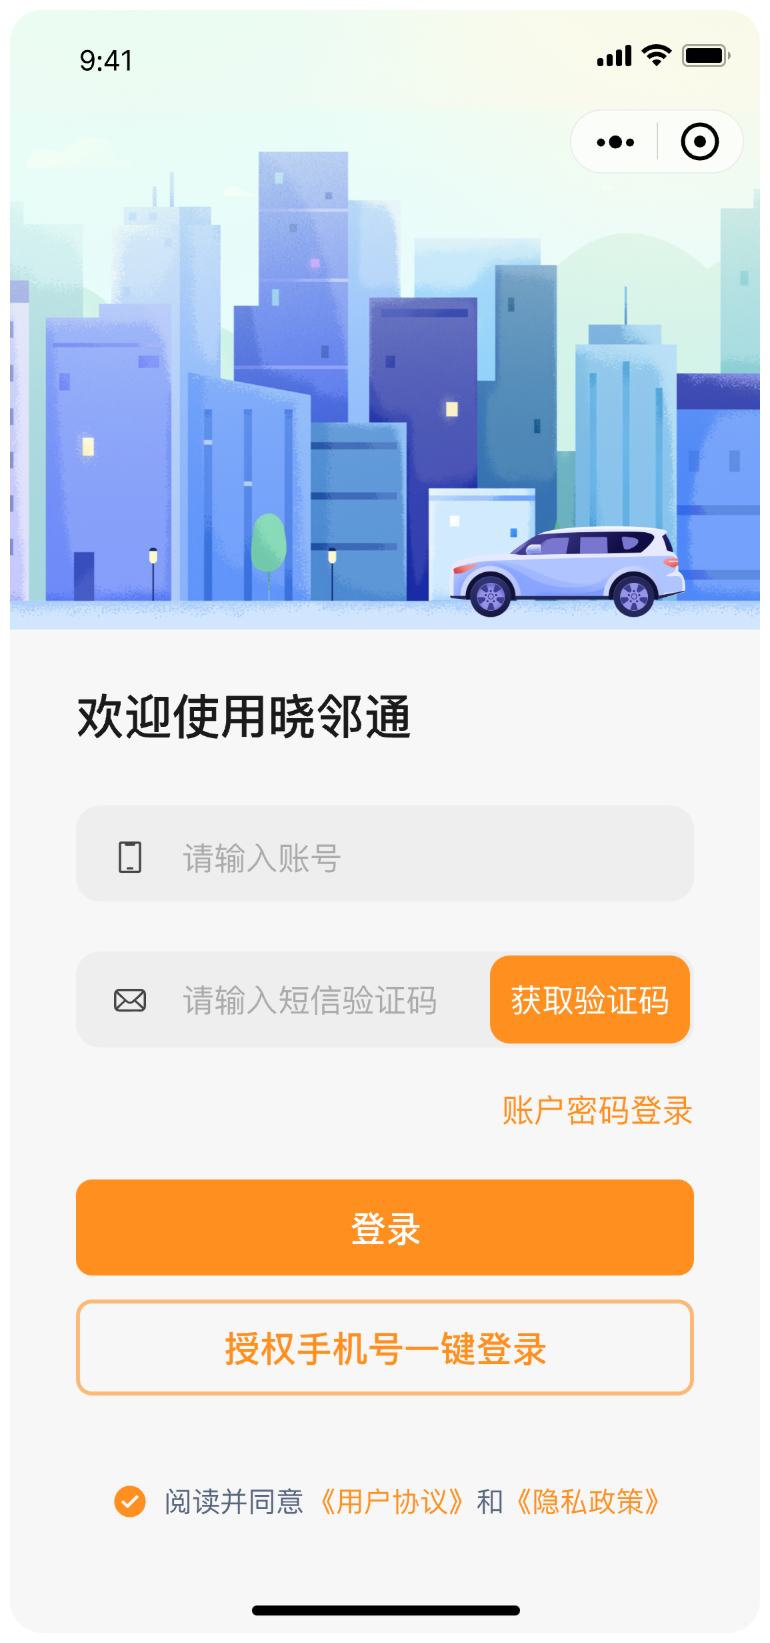 9:41
欢迎使用晓邻通
请输入账号
请输入短信验证码 获取验证码
账户密码登录
登录
授权手机号一键登录
阅读并同意《用户协议》和《隐私政策》